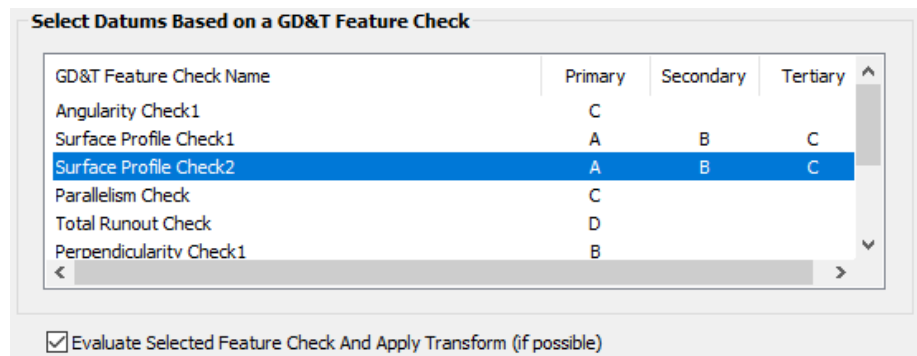 Select Datums Based on a GD&T Feature Check
GD&T Feature Check Name Primary Secondary Tertiary
Angularity Check1 C
Surface Profile Check1 A B C
Surface Profile Check2 A B C
Parallelism Check C
Total Runout Check D
Perpendicularity Check1 B
Evaluate Selected Feature Check And Apply Transform (if possible)